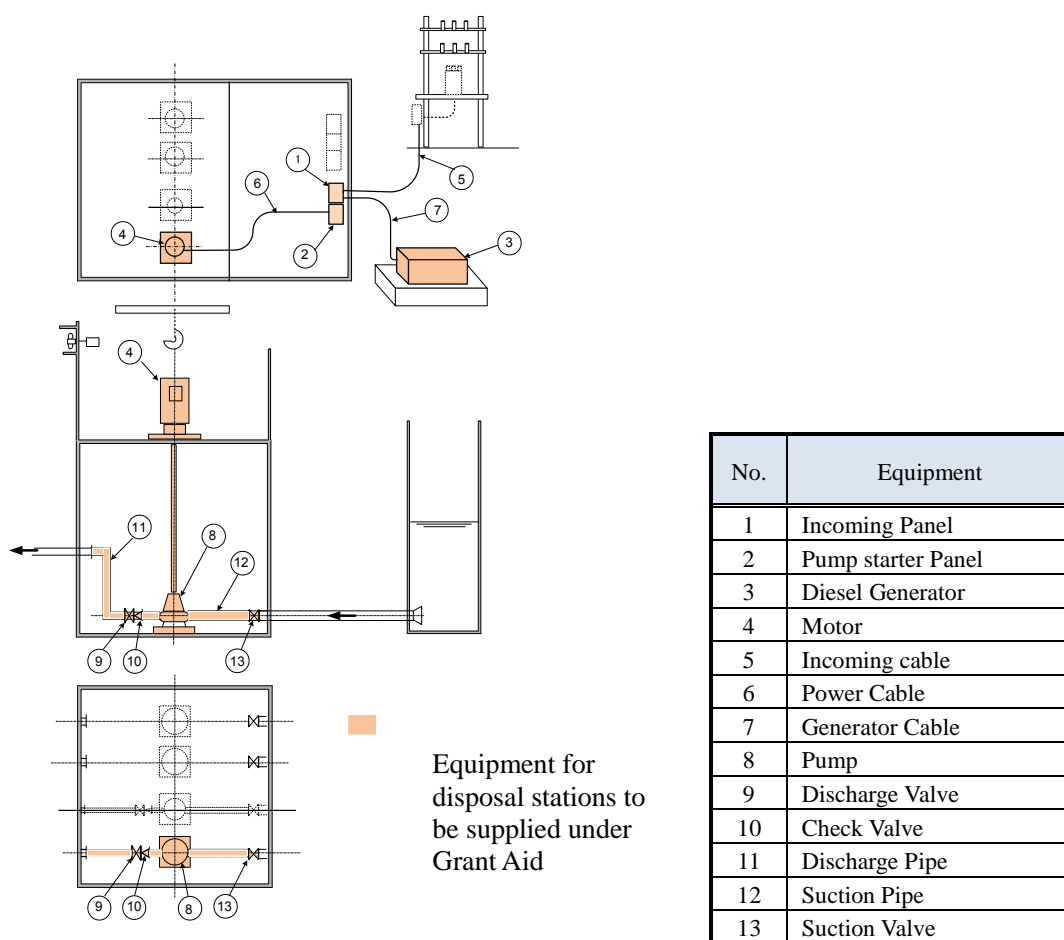 1
5
6
7
4
2
3
4
11
8
12
9
10
13
Equipment for
disposal stations to
be supplied under
Grant Aid
9
10
8
13
No. Equipment
1 Incoming Panel
2 Pump starter Panel
3 Diesel Generator
4 Motor
5 Incoming cable
6 Power Cable
7 Generator Cable
8 Pump
9 Discharge Valve
10 Check Valve
11 Discharge Pipe
12 Suction Pipe
13 Suction Valve